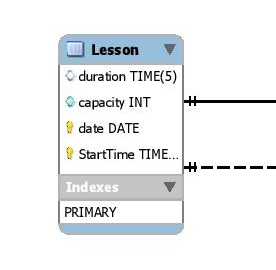 Lesson
duration TIME(5)
capacity INT
date DATE
StartTime TIME...
Indexes
PRIMARY